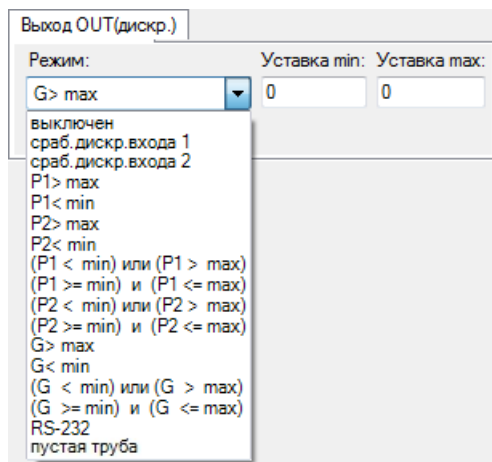 Выход OUT(дискр.)
Режим: Уставка min: Уставка max:
G> max 0 0
выключен
сраб.дискр.входа 1
сраб.дискр.входа 2
P1> max
P1< min
P2> max
P2< min
(P1 < min) или (P1 > max)
(P1 >= min) и (P1 <= max)
(P2 < min) или (P2 > max)
(P2 >= min) и (P2 <= max)
G> max
G< min
(G < min) или (G > max)
(G >= min) и (G <= max)
RS-232
пустая труба